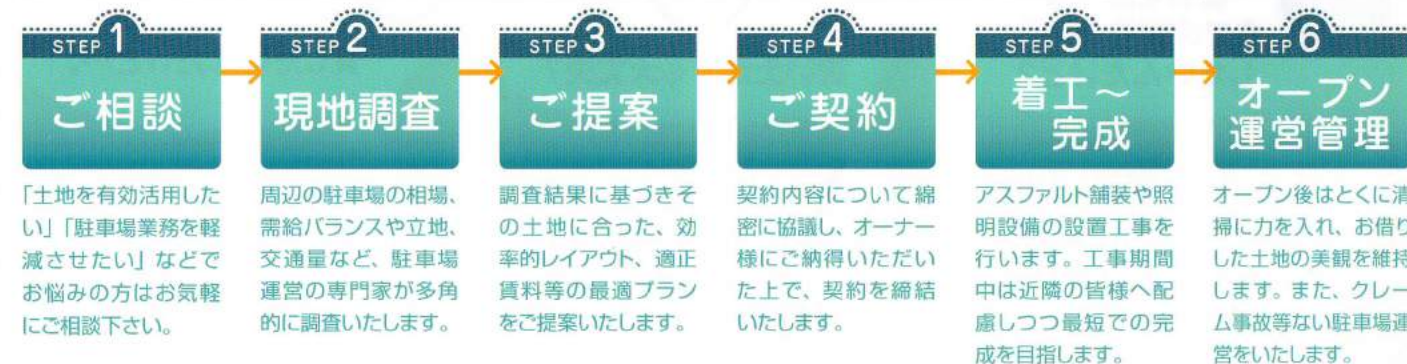 STEP 1
ご相談
「土地を有効活用した
い」「駐車場業務を軽
減させたい」などで
お悩みの方はお気軽
にご相談下さい。
STEP 2
現地調査
周辺の駐車場の相場、
需給バランスや立地、
交通量など、駐車場
運営の専門家が多角
的に調査いたします。
STEP 3
ご提案
調査結果に基づきそ
の土地に合った、効
率的レイアウト、適正
賃料等の最適プラン
をご提案いたします。
STEP 4
ご契約
契約内容について綿
密に協議し、オーナー
様にご納得いただい
た上で、契約を締結
いたします。
STEP 5
着工～
完成
アスファルト舗装や照
明設備の設置工事を
行います。工事期間
中は近隣の皆様へ配
慮しつつ最短での完
成を目指します。
STEP 6
オープン
運営管理
オープン後はとくに清
掃に力を入れ、お借り
した土地の美観を維持
します。また、クレー
ム事故等ない駐車場運
営をいたします。